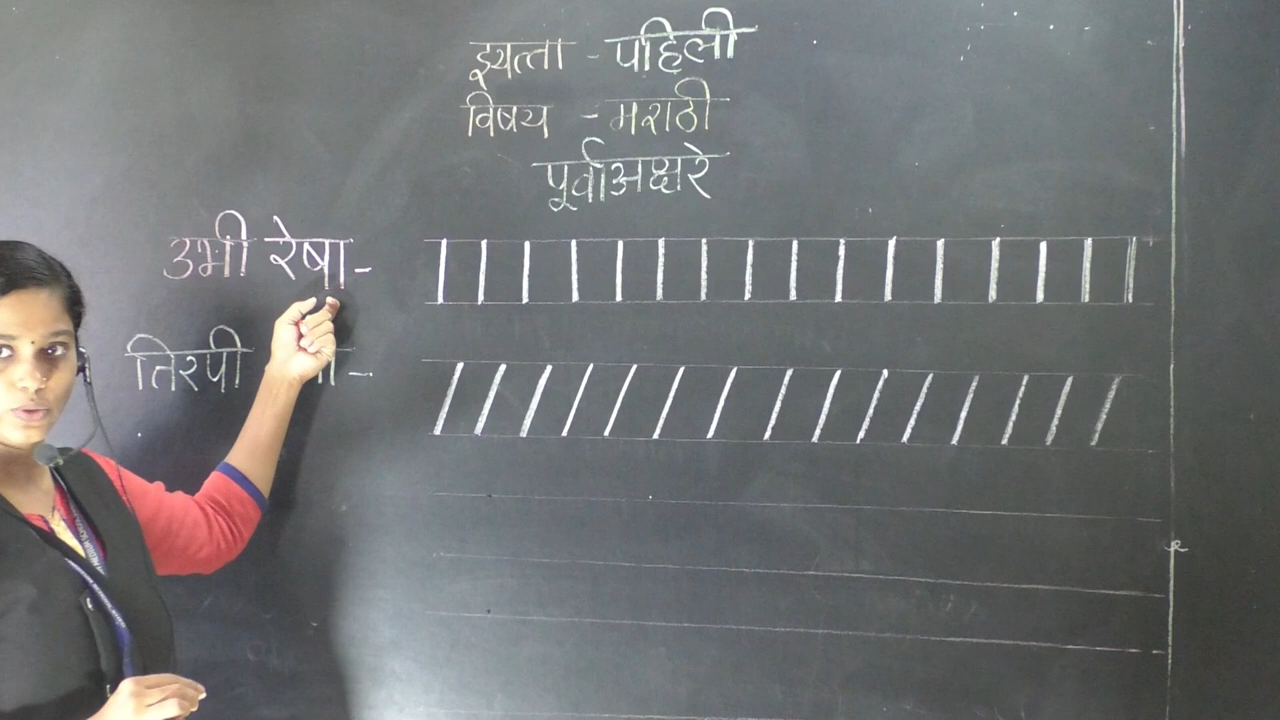 इयत्ता - पहिली
विषय - मराठी
पूर्वाअक्षरे
उभी रेषा-
तिरपी